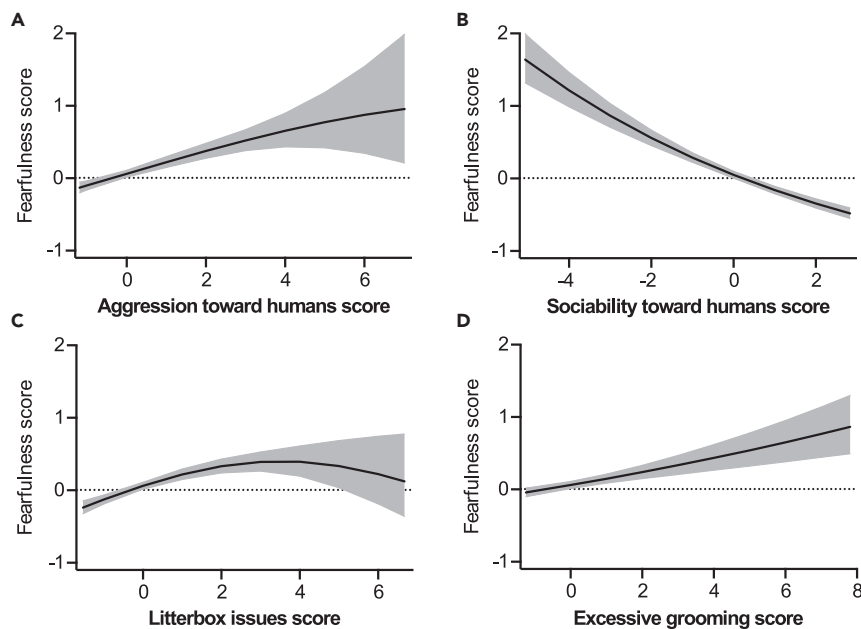 A
2
1
0
-1
Fearfulness score
0
2
4
6
Aggression toward humans score
B
2
1
0
-1
Fearfulness score
-4
-2
0
2
Sociability toward humans score
C
2
1
0
-1
Fearfulness score
0
2
4
6
Litterbox issues score
D
2
1
0
-1
Fearfulness score
0
2
4
6
8
Excessive grooming score